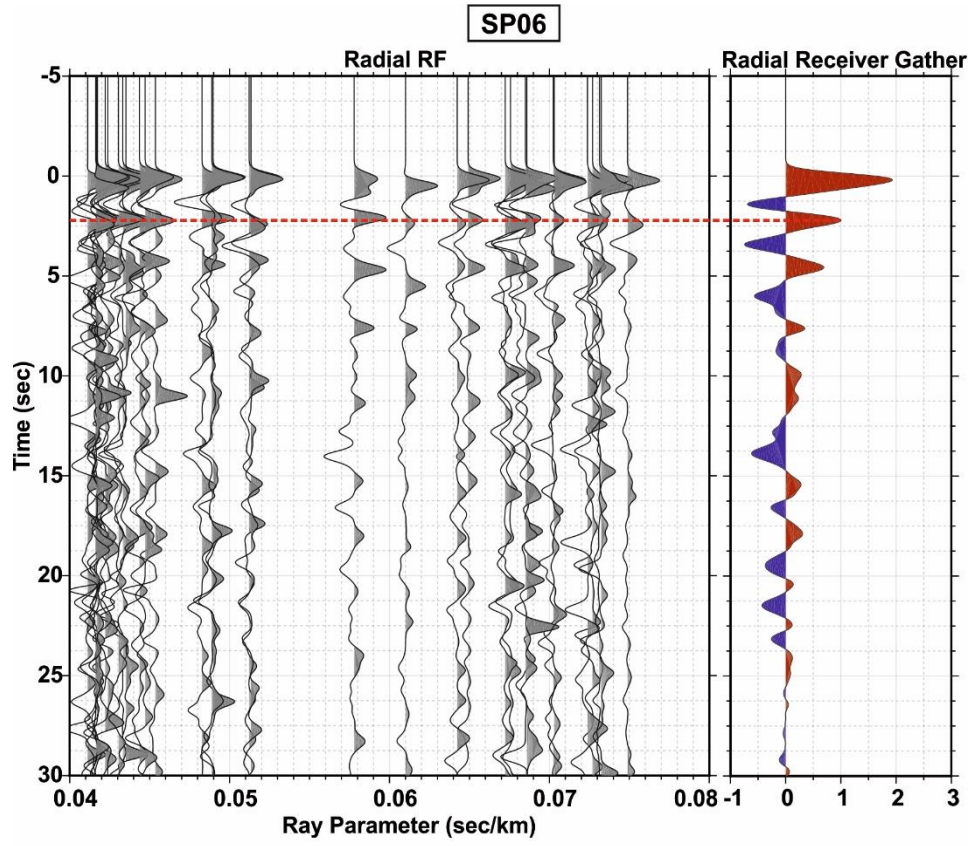 SP06
Radial RF
Radial Receiver Gather
Time (sec)
-5
0
5
10
15
20
25
30
0.04 0.05 0.06 0.07 0.08
-1 0 1 2 3
Ray Parameter (sec/km)